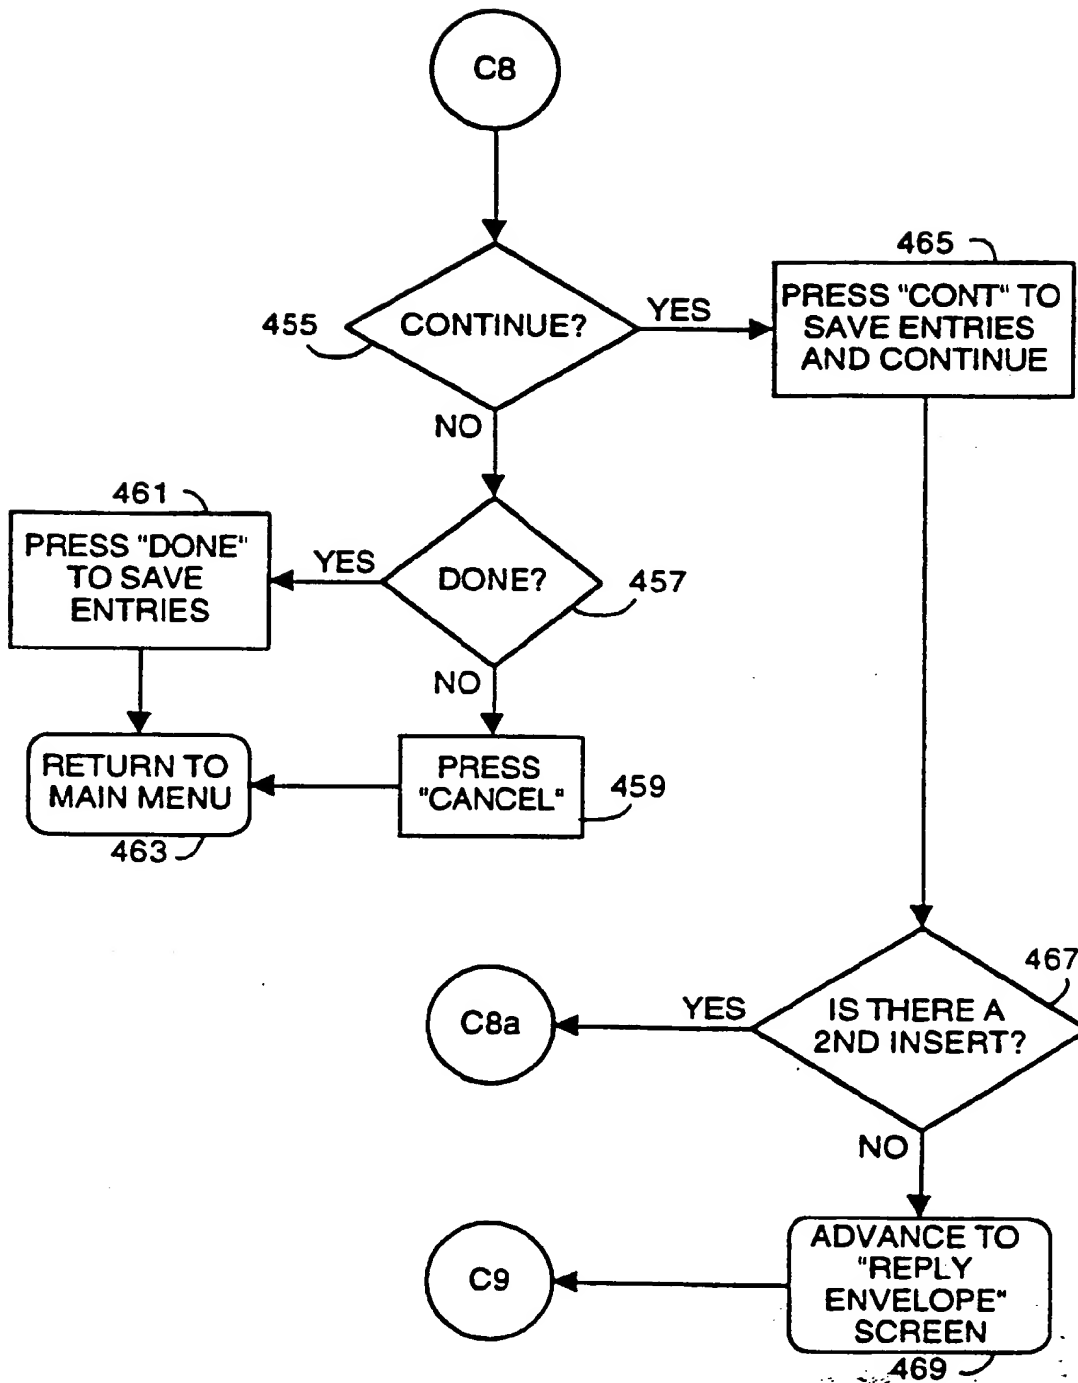 C8
465
PRESS "CONT" TO
SAVE ENTRIES
AND CONTINUE
455
CONTINUE?
YES
NO
461
PRESS "DONE"
TO SAVE
ENTRIES
YES
DONE?
457
NO
RETURN TO
MAIN MENU
463
PRESS
"CANCEL"
459
467
IS THERE A
2ND INSERT?
YES
C8a
NO
ADVANCE TO
"REPLY
ENVELOPE"
SCREEN
469
C9